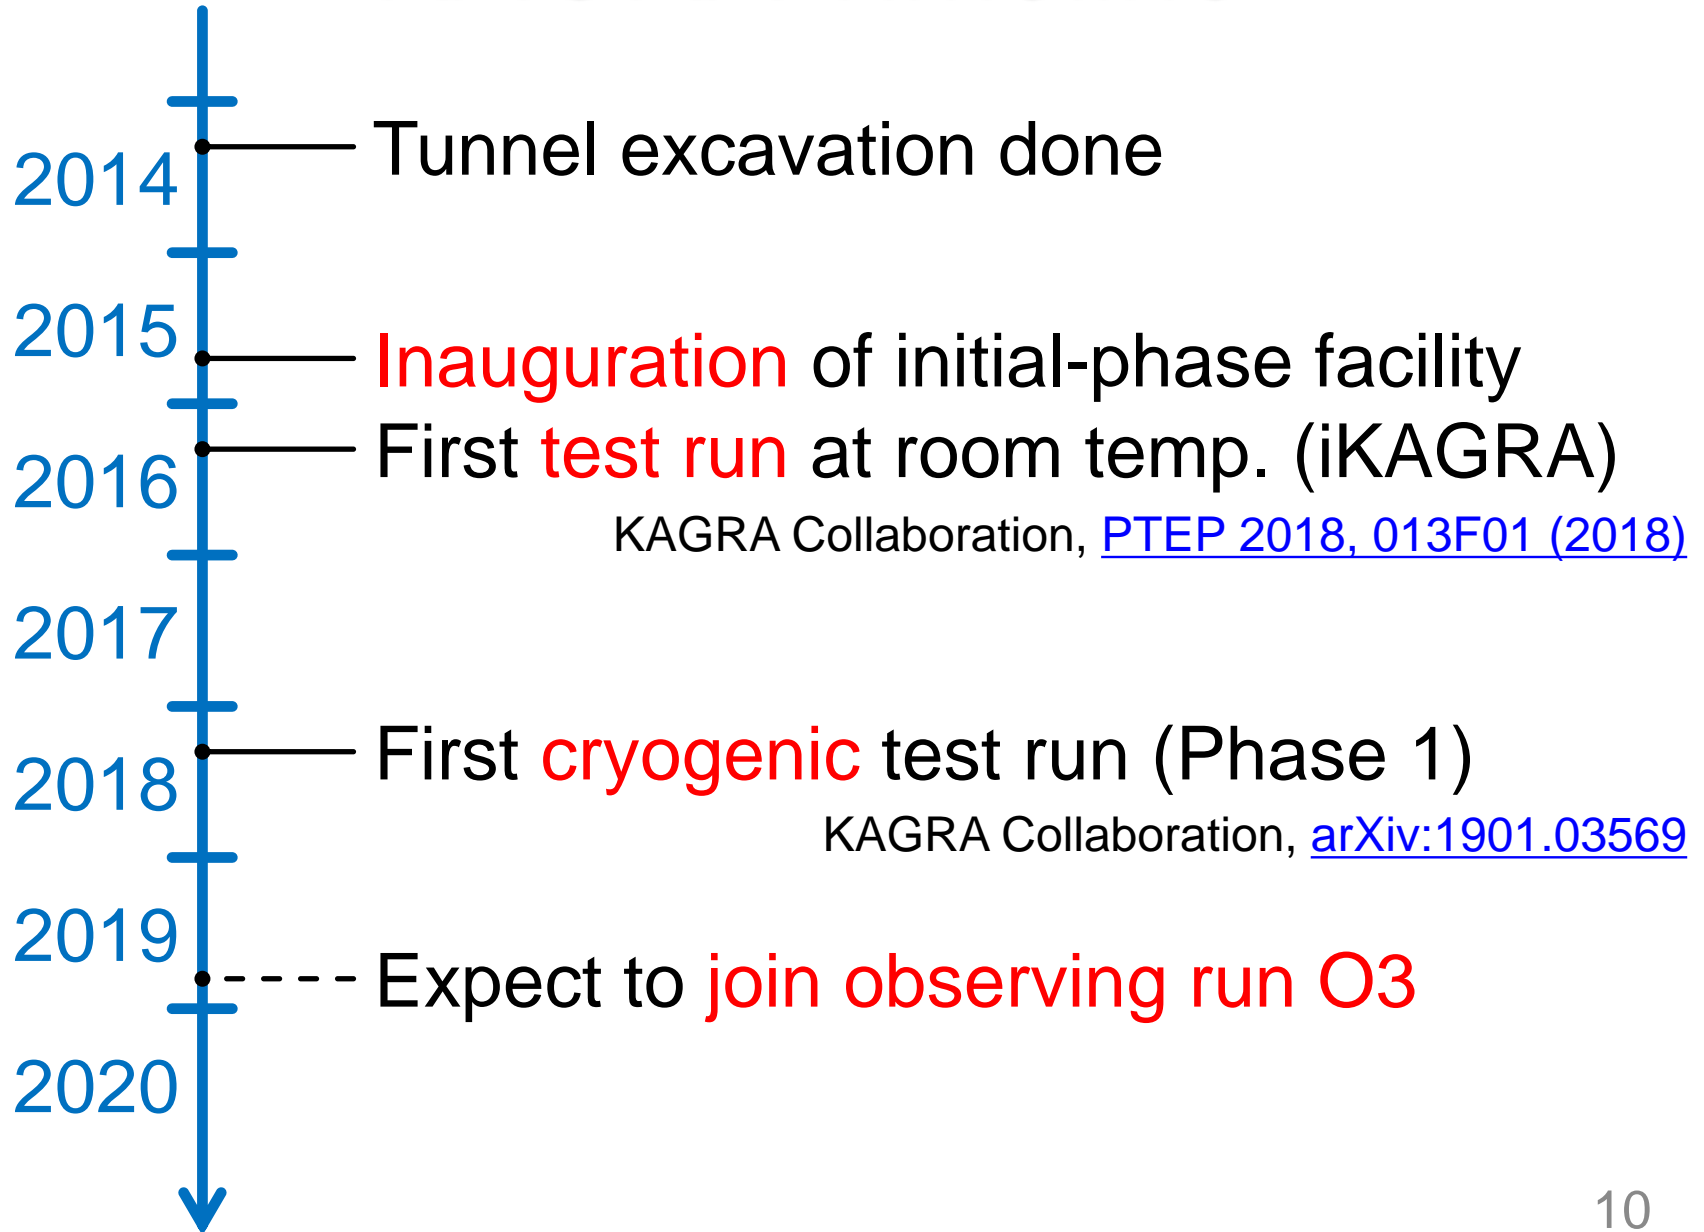 2014
Tunnel excavation done
2015
Inauguration of initial-phase facility
First test run at room temp. (iKAGRA)
2016
KAGRA Collaboration, PTEP 2018, 013F01 (2018)
2017
First cryogenic test run (Phase 1)
2018
KAGRA Collaboration, arXiv:1901.03569
2019
Expect to join observing run O3
2020
10